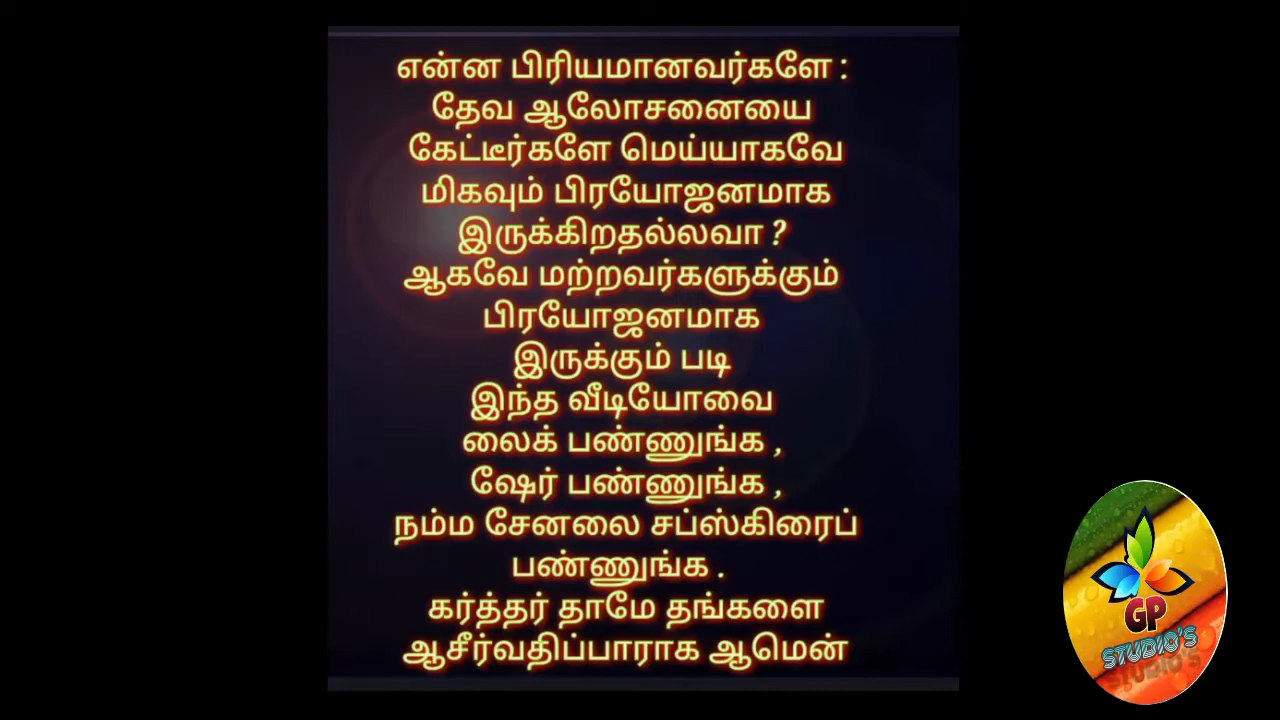 என்ன பிரியமானவர்களே :
தேவ ஆலோசனையை
கேட்டீர்களே மெய்யாகவே
மிகவும் பிரயோஜனமாக
இருக்கிறதல்லவா ?
ஆகவே மற்றவர்களுக்கும்
பிரயோஜனமாக
இருக்கும் படி
இந்த வீடியோவை
லைக் பண்ணுங்க ,
ஷேர் பண்ணுங்க ,
நம்ம சேனலை சப்ஸ்கிரைப்
பண்ணுங்க .
கர்த்தர் தாமே தங்களை
ஆசீர்வதிப்பாராக ஆமென்
GP
STUDIO'S